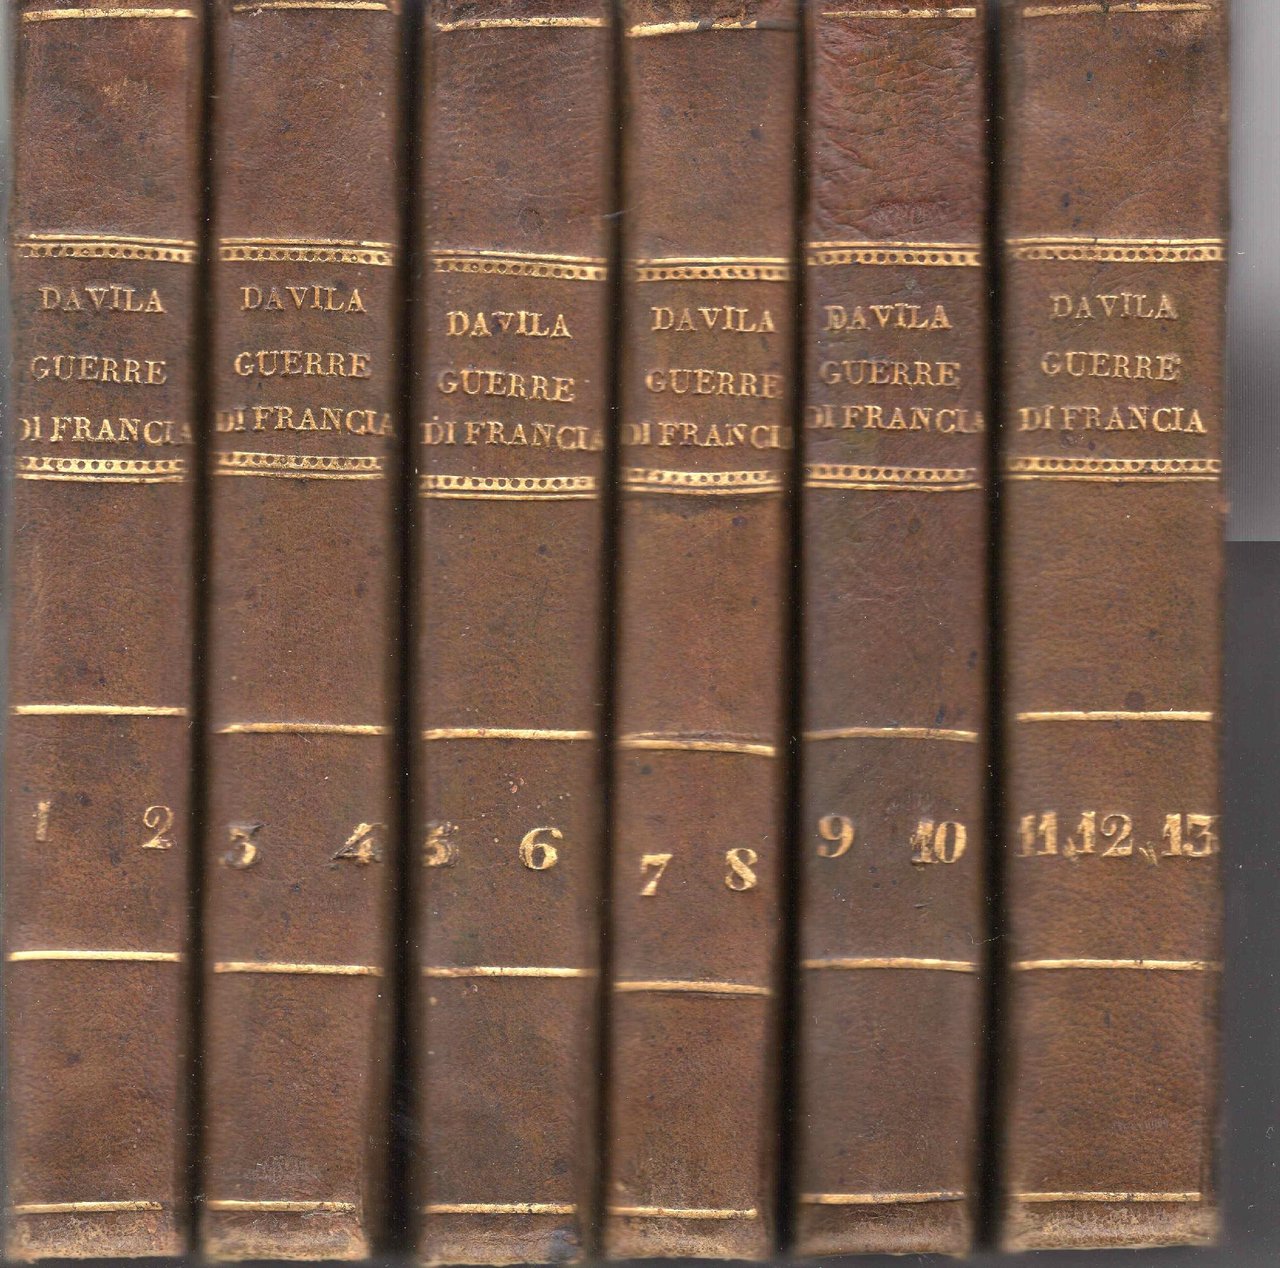 DAVILA
GUERRE
DI FRANCIA
1 2
DAVILA
GUERRE
DI FRANCIA
3 4
DAVILA
GUERRE
DI FRANCIA
5 6
DAVILA
GUERRE
DI FRANCI
7 8
DAVILA
GUERRE
DI FRANCIA
9 10
DAVILA
GUERRE
DI FRANCIA
11.12.13